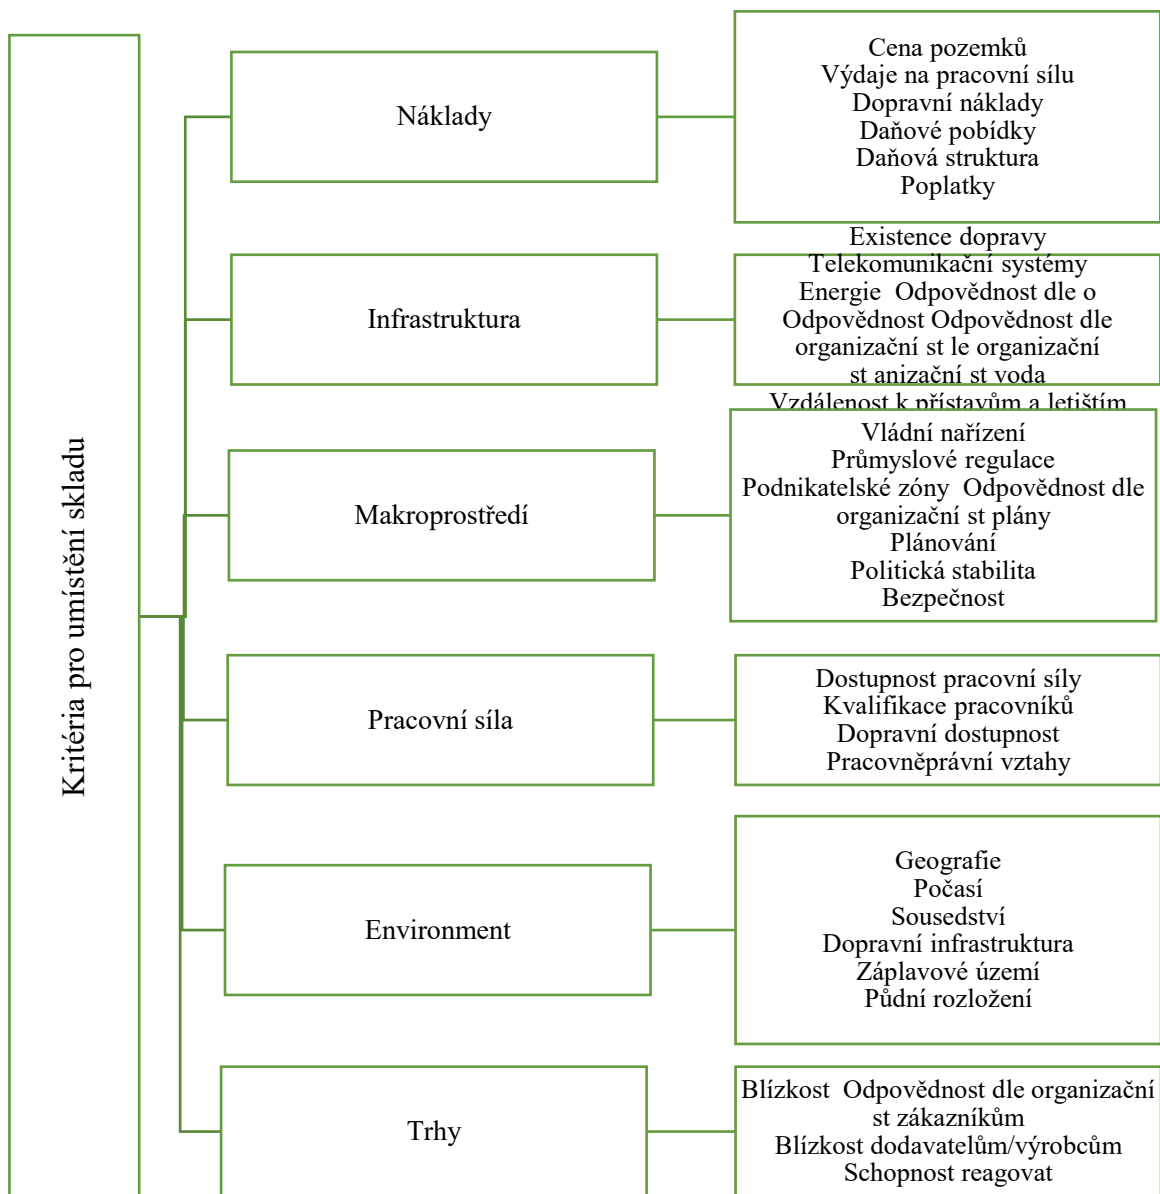 Kritéria pro umístění skladu
Náklady
Cena pozemků
Výdaje na pracovní sílu
Dopravní náklady
Daňové pobídky
Daňová struktura
Poplatky
Infrastruktura
Existence dopravy
Telekomunikační systémy
Energie  Odpovědnost dle o
Odpovědnost Odpovědnost dle
organizační st le organizační
st anizační st voda
Vzdálenost k přístavům a letištím
Makroprostředí
Vládní nařízení
Průmyslové regulace
Podnikatelské zóny  Odpovědnost dle
organizační st plány
Plánování
Politická stabilita
Bezpečnost
Pracovní síla
Dostupnost pracovní síly
Kvalifikace pracovníků
Dopravní dostupnost
Pracovněprávní vztahy
Environment
Geografie
Počasí
Sousedství
Dopravní infrastruktura
Záplavové území
Půdní rozložení
Trhy
Blízkost  Odpovědnost dle organizační
st zákazníkům
Blízkost dodavatelům/výrobcům
Schopnost reagovat